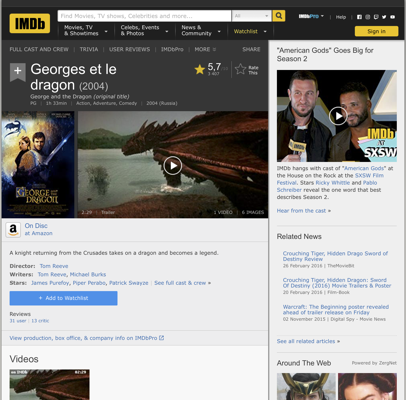 IMDb
Find Movies, TV shows, Celebrities and more...
All
IMDbPro
Help
Movies, TV
& Showtimes
Celebs, Events
& Photos
News &
Community
Watchlist
Sign in
FULL CAST AND CREW | TRIVIA | USER REVIEWS | IMDbPro | MORE
SHARE
Georges et le
dragon (2004)
5,7
Rate
This
George and the Dragon (original title)
PG | 1h 33min | Action, Adventure, Comedy | 2004 (Russia)
GEORGE AND THE
DRAGON
2:29 | Trailer
1 VIDEO | 6 IMAGES
On Disc
at Amazon
A knight returning from the Crusades takes on a dragon and becomes a legend.
Director: Tom Reeve
Writers: Tom Reeve, Michael Burks
Stars: James Purefoy, Piper Perabo, Patrick Swayze | See full cast & crew »
+ Add to Watchlist
Reviews
31 user | 13 critic
View production, box office, & company info on IMDbPro
Videos
"American Gods" Goes Big for
Season 2
IMDb
AT
SXSW
IMDb hangs with cast of "American Gods" at
the House on the Rock at the SXSW Film
Festival. Stars Ricky Whittle and Pablo
Schreiber reveal the one word that best
describes Season 2.
Hear from the cast »
Related News
Crouching Tiger, Hidden Drago Sword of
Destiny Review
26 February 2016 | TheMovieBit
Crouching Tiger, Hidden Dragon: Sword
Of Destiny (2016) Movie Trailers & Poster
20 February 2016 | Film-Book
Warcraft: The Beginning poster revealed
ahead of trailer release on Friday
02 November 2015 | Digital Spy - Movie News
See all related articles »
Around The Web
Powered by ZergNet